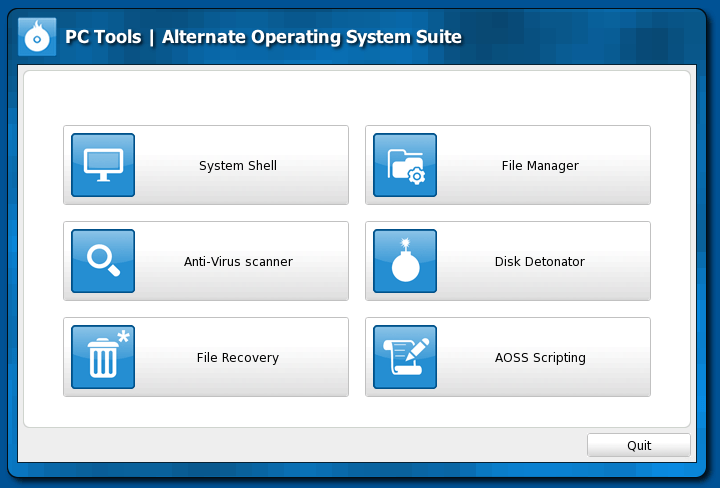 PC Tools | Alternate Operating System Suite
System Shell
File Manager
Anti-Virus scanner
Disk Detonator
File Recovery
AOSS Scripting
Quit